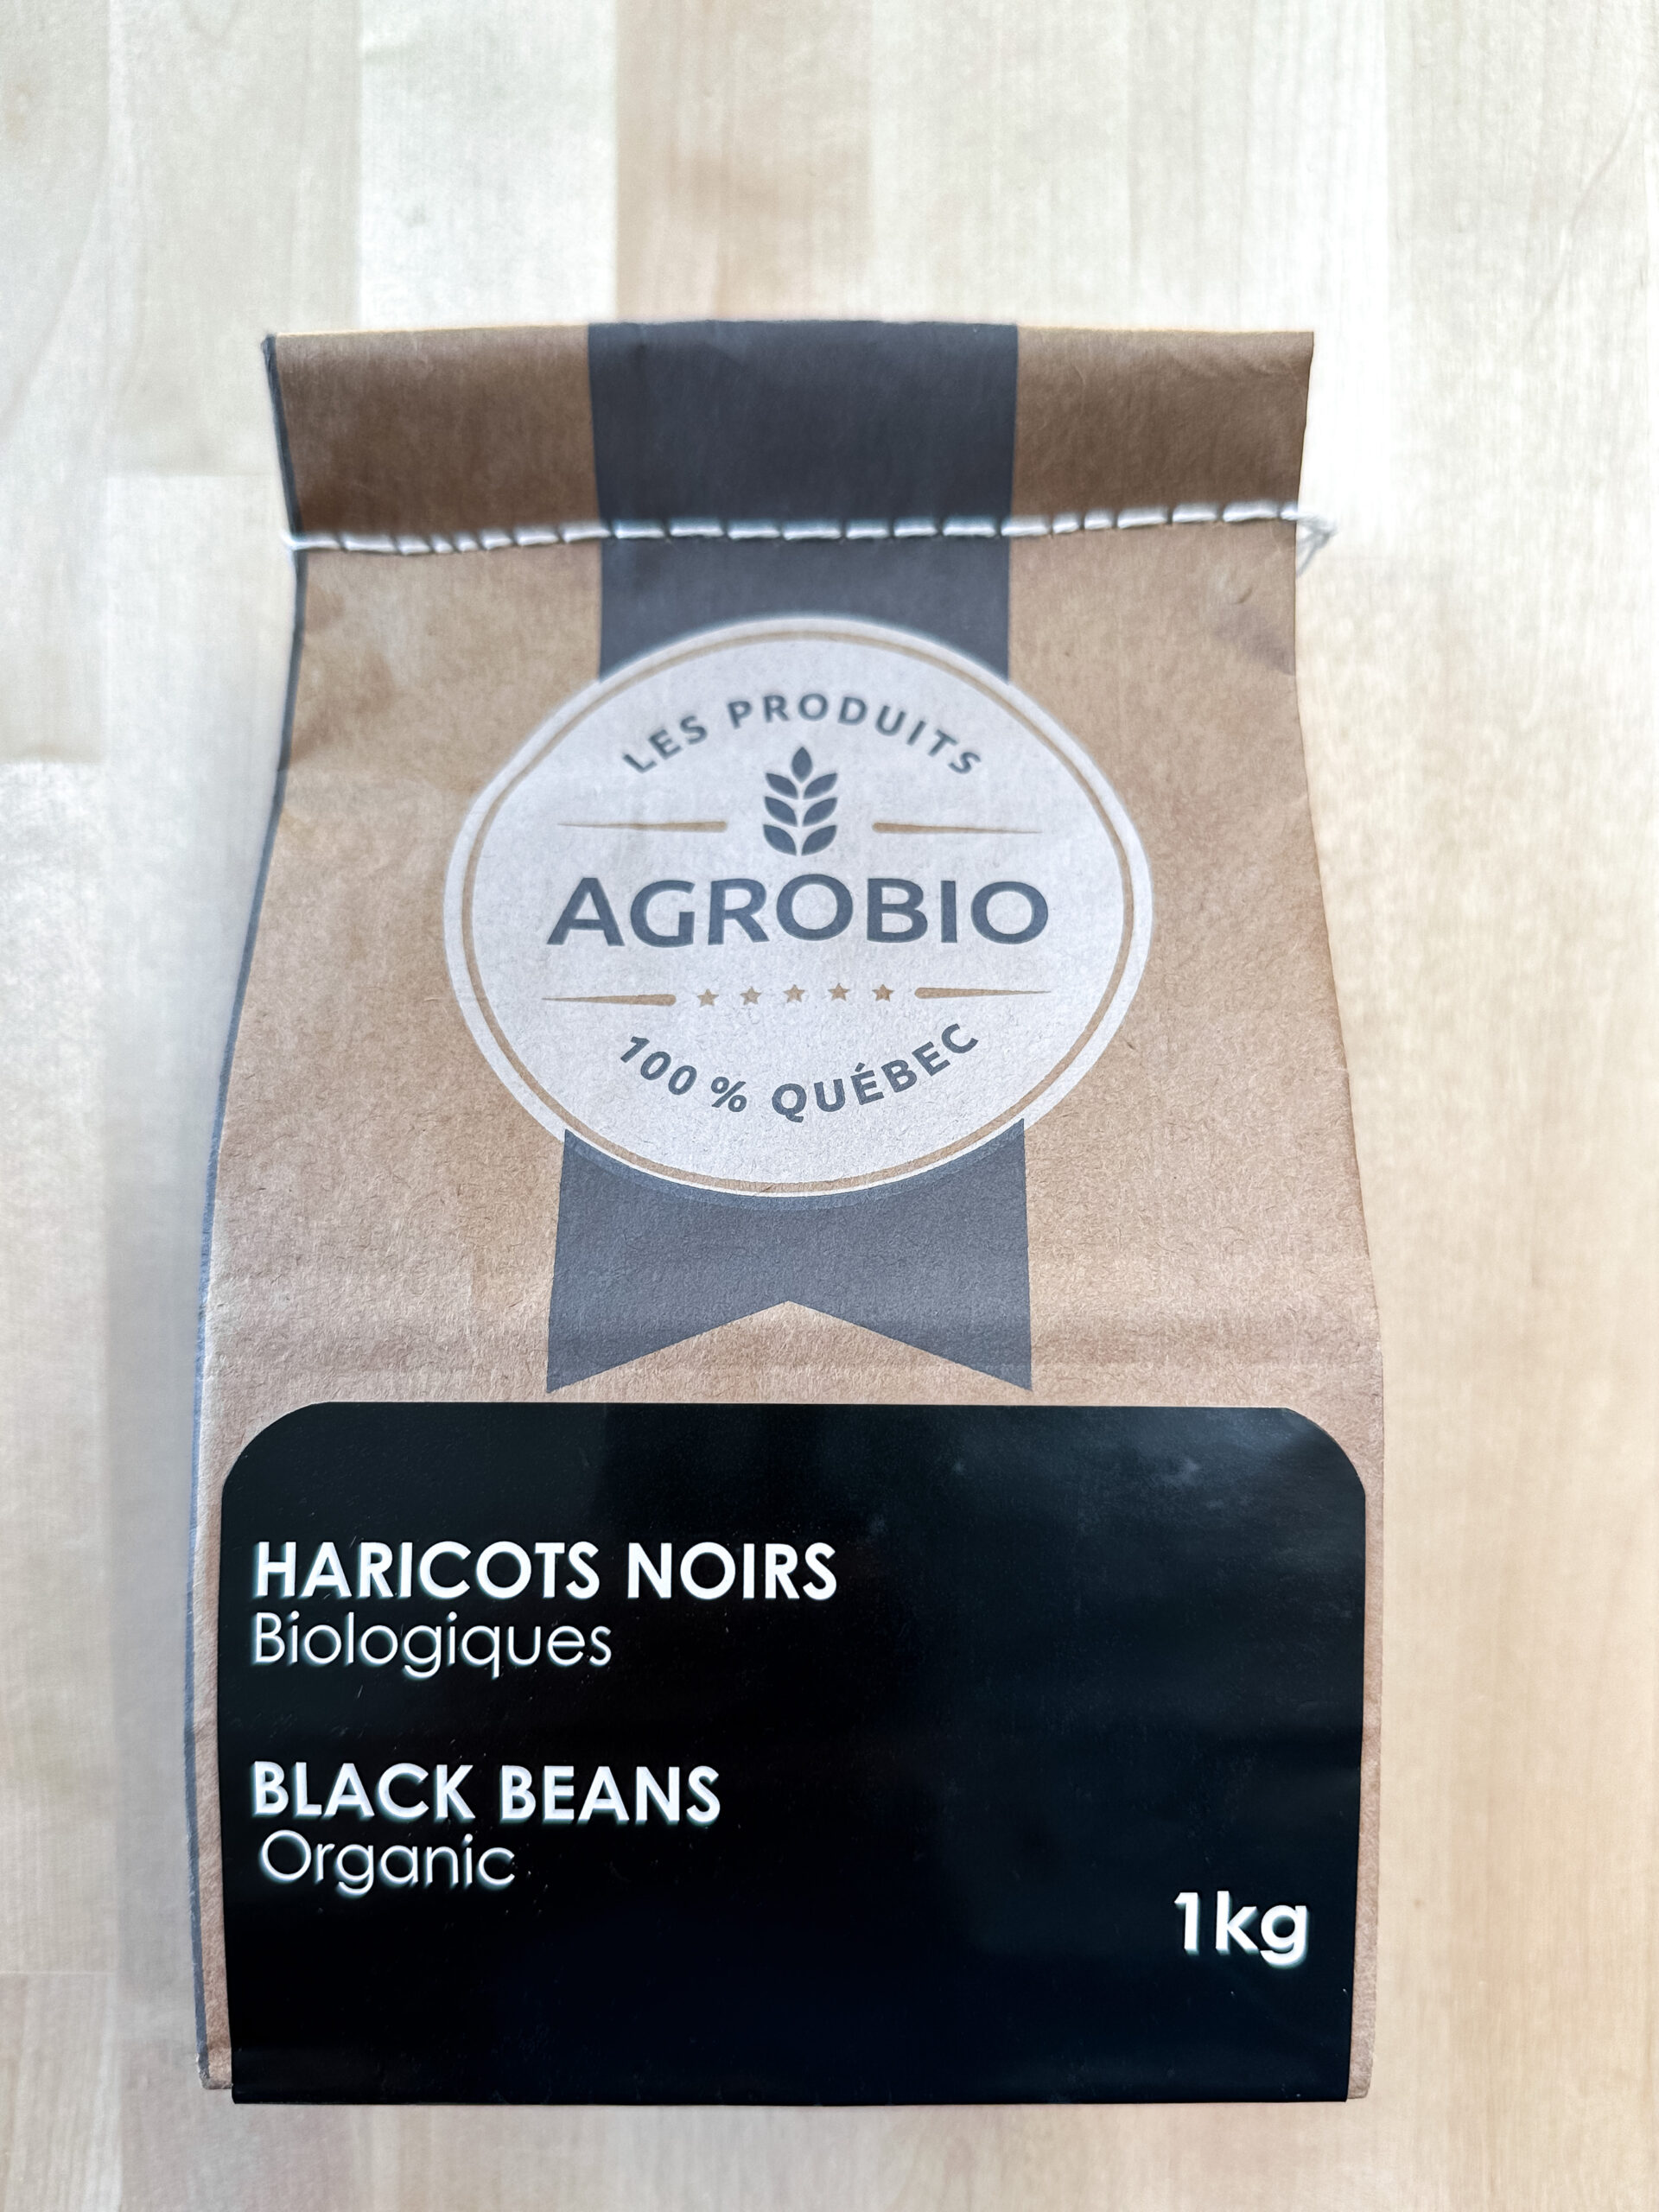 LES PRODUITS
AGROBIO
100 % QUÉBEC
HARICOTS NOIRS
Biologiques
BLACK BEANS
Organic
1kg